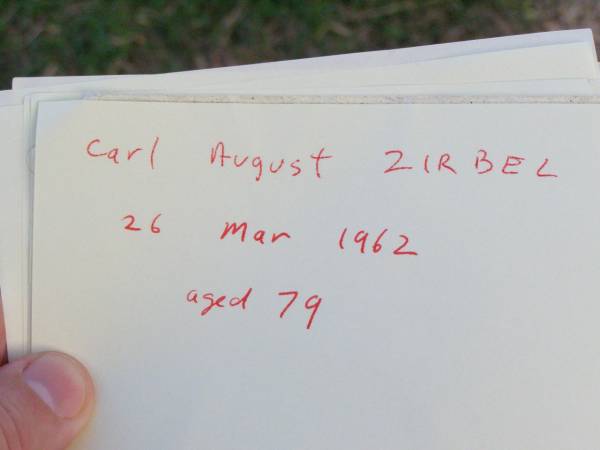 Carl August ZIRBEL
26 Mar 1962
aged 79